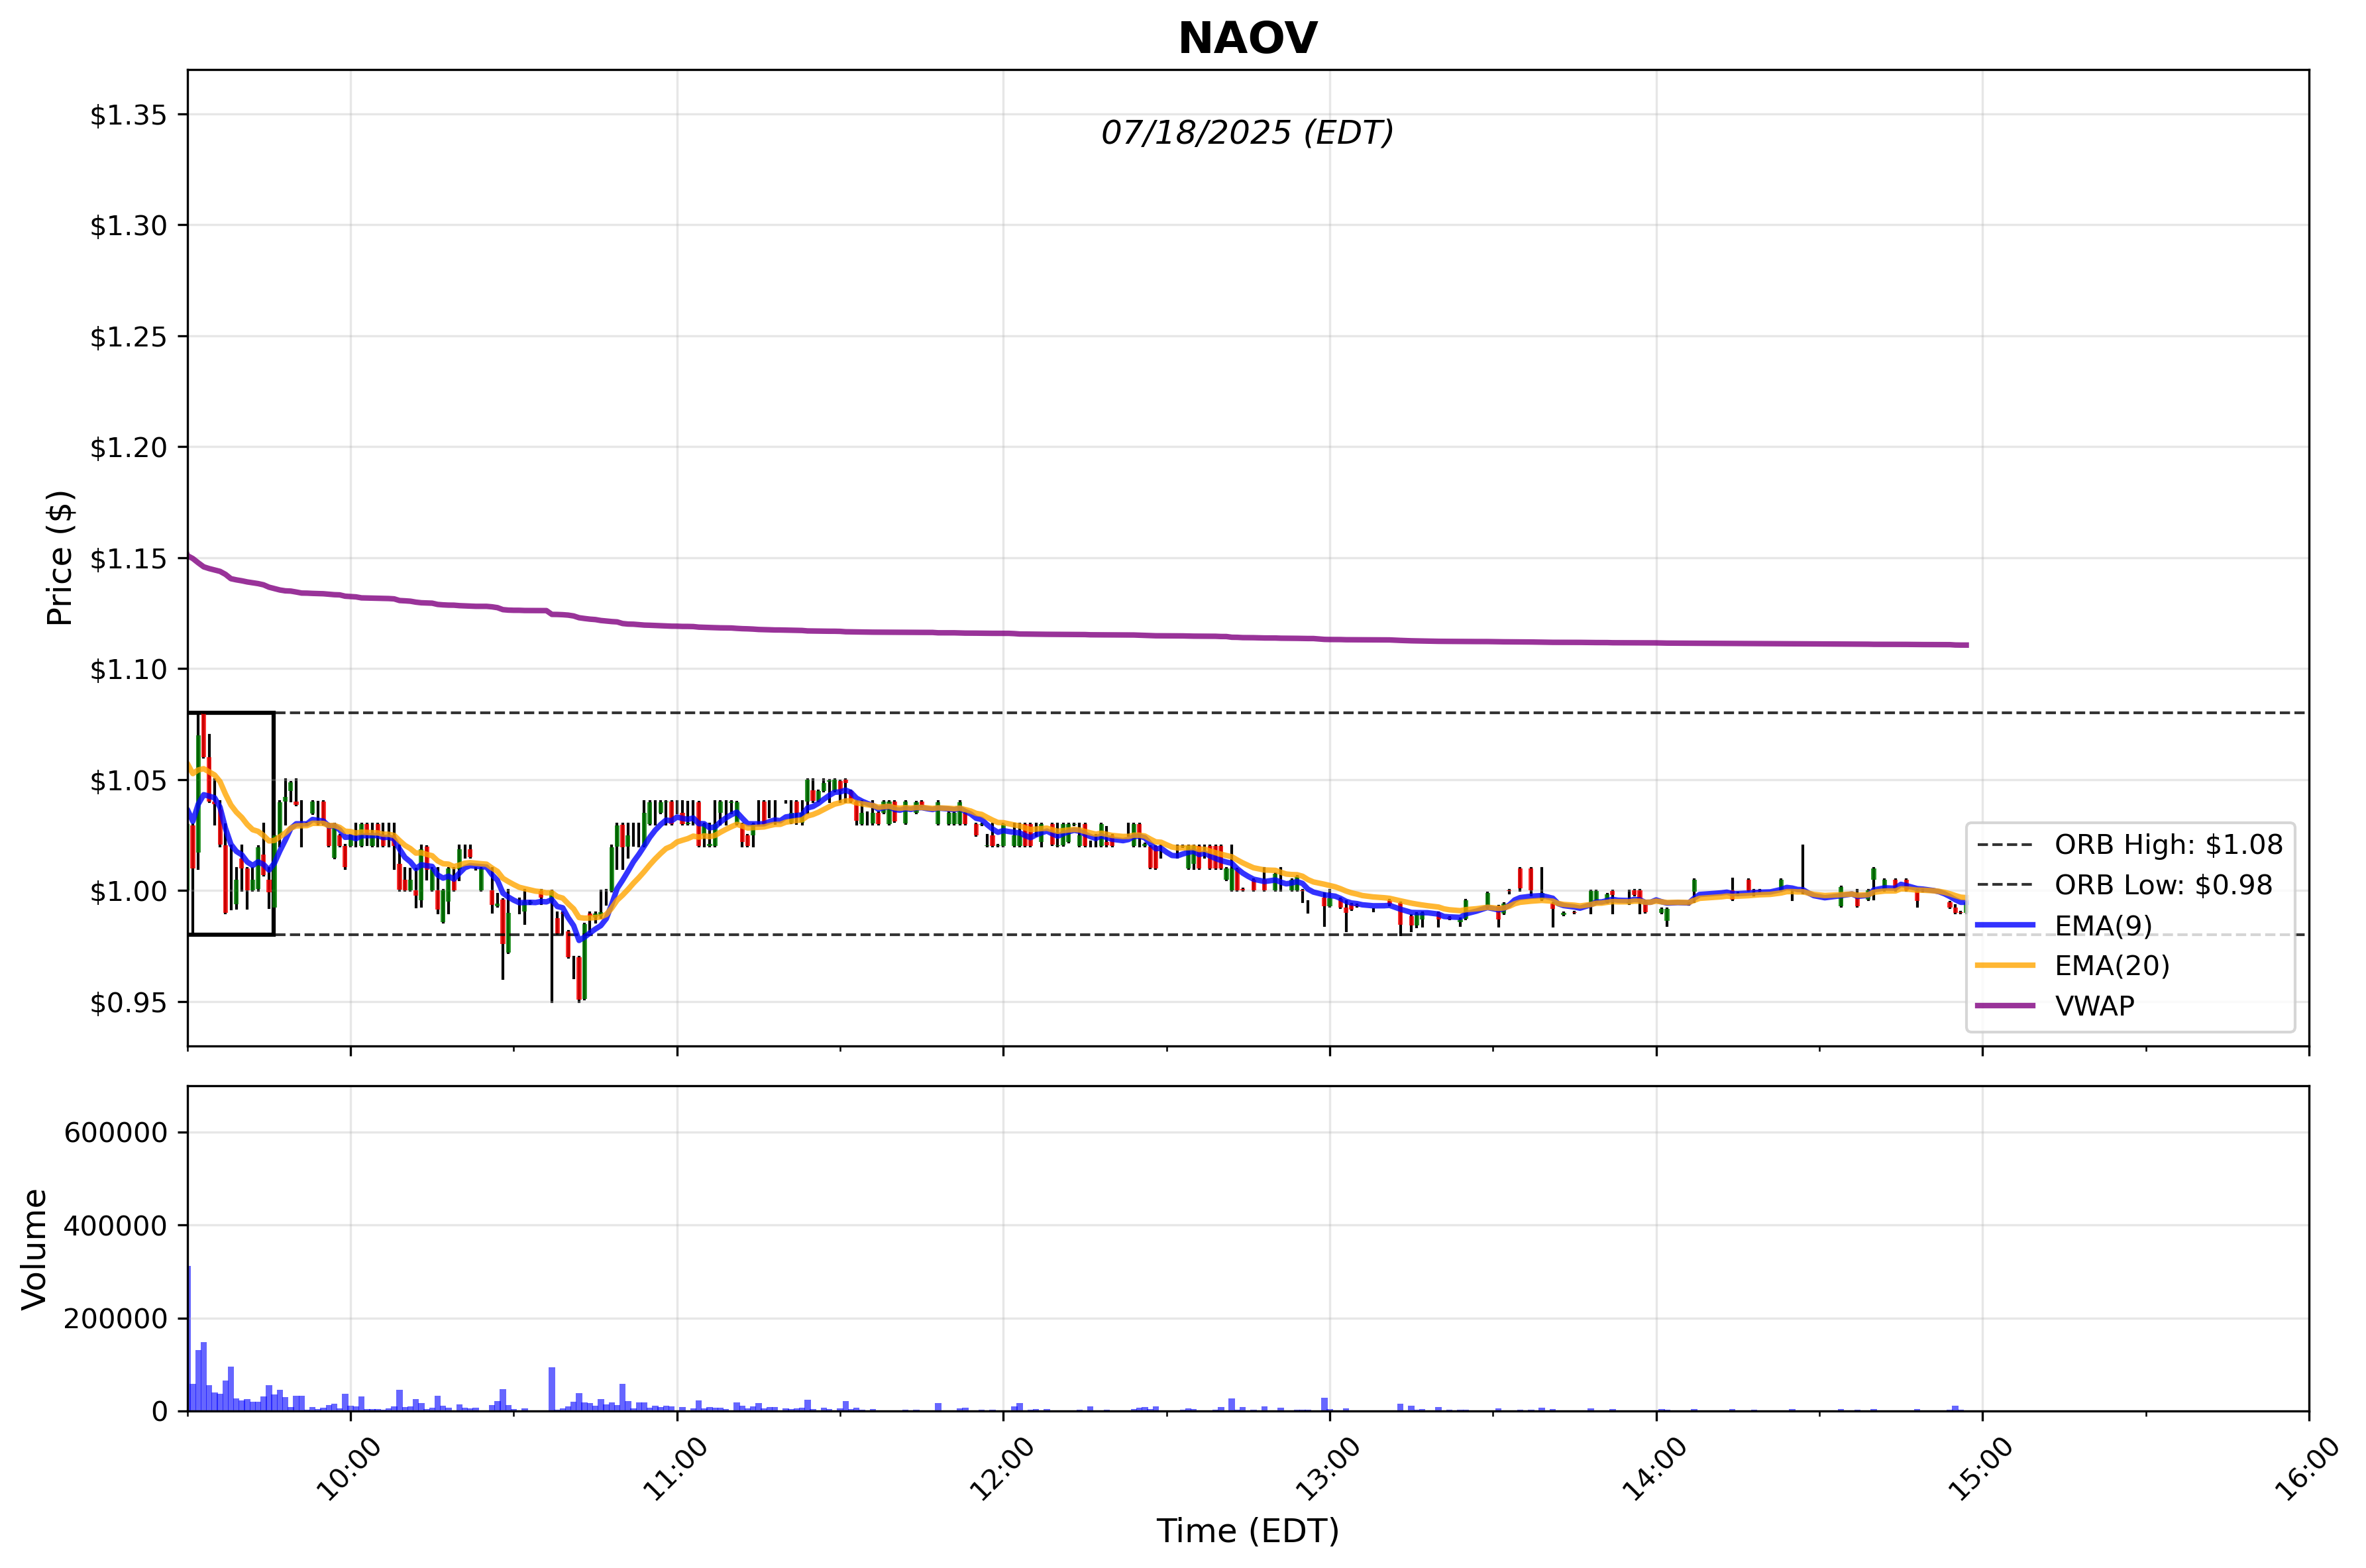 NAOV
07/18/2025 (EDT)
Price ($)
$1.35
$1.30
$1.25
$1.20
$1.15
$1.10
$1.05
$1.00
$0.95
ORB High: $1.08
ORB Low: $0.98
EMA(9)
EMA(20)
VWAP
Volume
600000
400000
200000
0
10:00
11:00
12:00
13:00
14:00
15:00
16:00
Time (EDT)